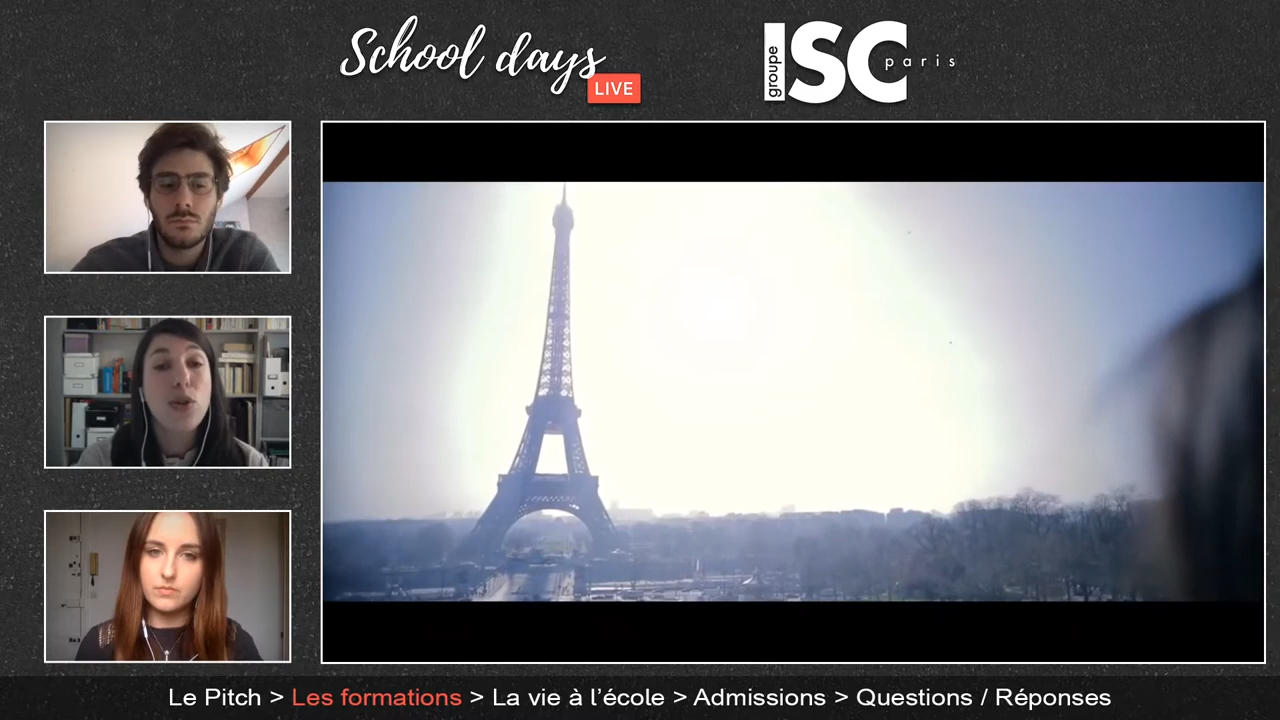 School days
LIVE
groupe ISC paris
Le Pitch > Les formations > La vie à l’école > Admissions > Questions / Réponses